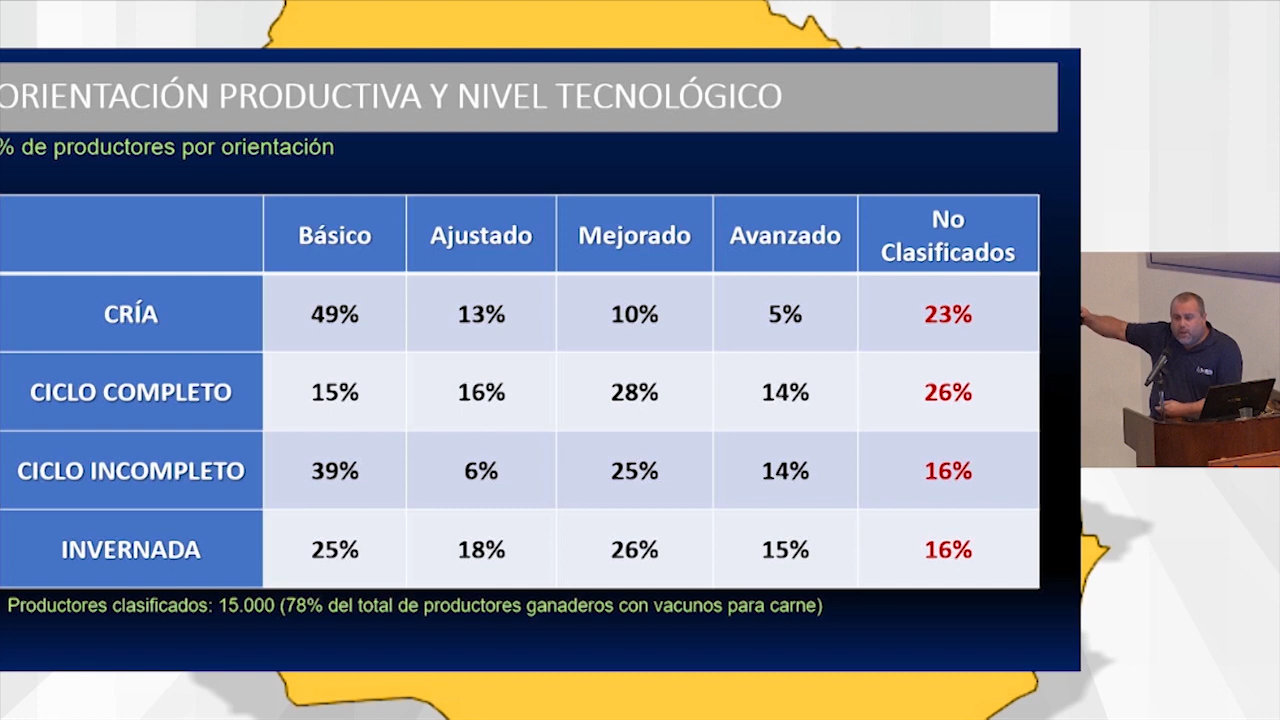 ORIENTACIÓN PRODUCTIVA Y NIVEL TECNOLÓGICO
% de productores por orientación
Básico Ajustado Mejorado Avanzado No Clasificados
CRÍA 49% 13% 10% 5% 23%
CICLO COMPLETO 15% 16% 28% 14% 26%
CICLO INCOMPLETO 39% 6% 25% 14% 16%
INVERNADA 25% 18% 26% 15% 16%
Productores clasificados: 15.000 (78% del total de productores ganaderos con vacunos para carne)